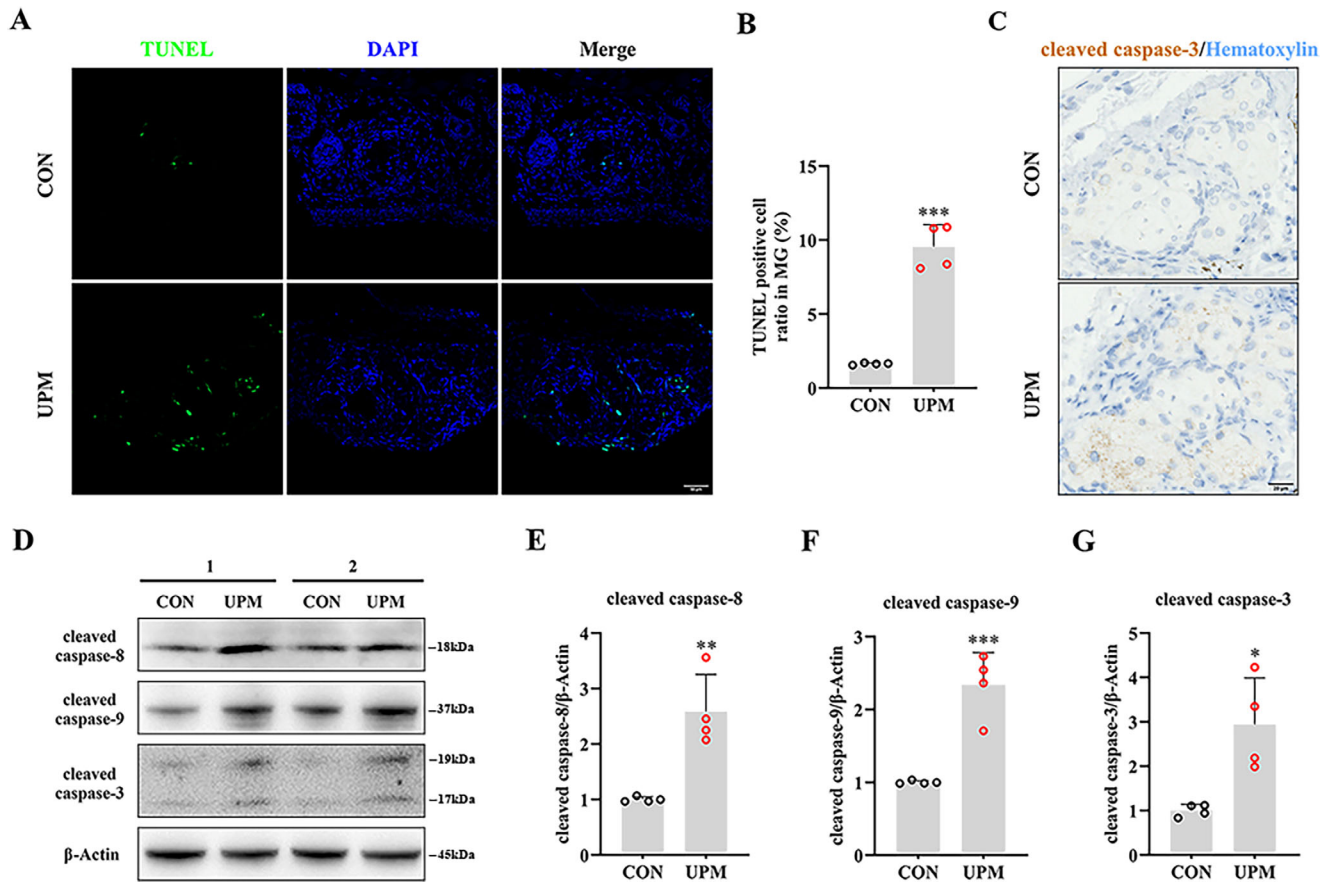 A
TUNEL
DAPI
Merge
CON
UPM
50 μm
B
TUNEL positive cell
ratio in MG (%)
15
10
5
0
***
CON
UPM
C
cleaved caspase-3/Hematoxylin
CON
UPM
20 μm
D
1
2
CON
UPM
CON
UPM
cleaved
caspase-8
–18kDa
cleaved
caspase-9
–37kDa
cleaved
caspase-3
–19kDa
–17kDa
β-Actin
–45kDa
E
cleaved caspase-8
cleaved caspase-8/β-Actin
4
3
2
1
0
**
CON
UPM
F
cleaved caspase-9
cleaved caspase-9/β-Actin
3
2
1
0
***
CON
UPM
G
cleaved caspase-3
cleaved caspase-3/β-Actin
5
4
3
2
1
0
*
CON
UPM